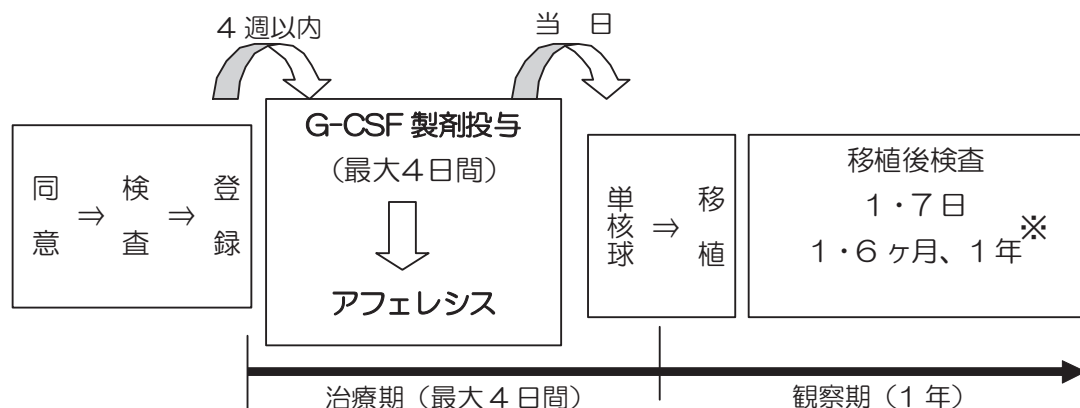 4 週以内
当 日
同意 ⇒ 検査 ⇒ 登録
G-CSF 製剤投与
(最大4日間)
アフェレシス
単核球 ⇒ 移植
移植後検査
1・7日
1・6ヶ月、1年※
治療期(最大4日間)
観察期(1年)